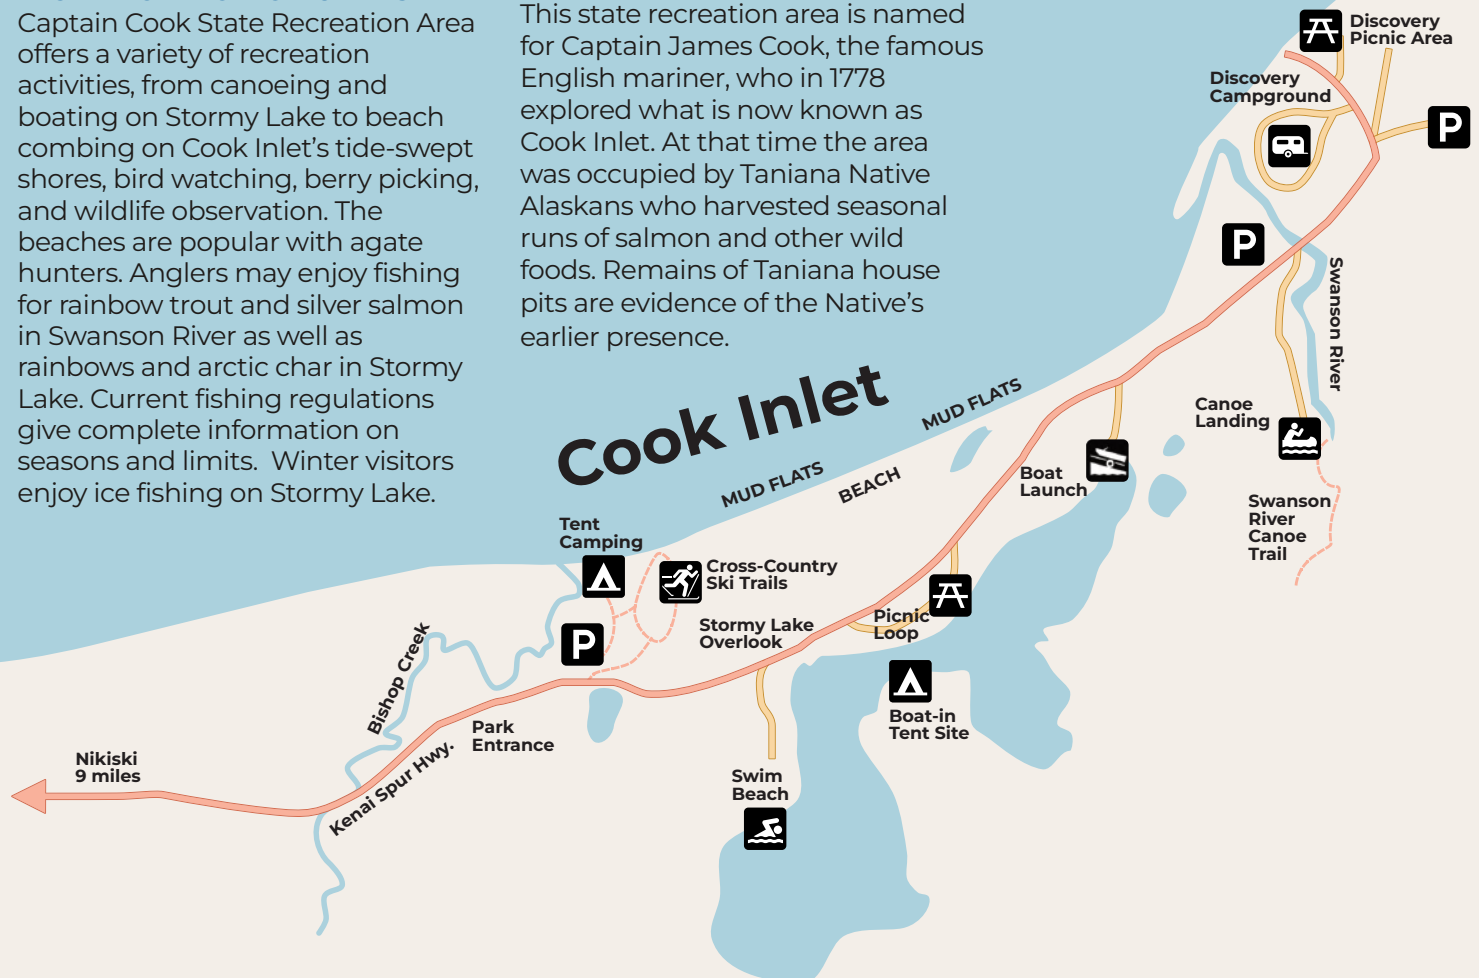 Captain Cook State Recreation Area
offers a variety of recreation
activities, from canoeing and
boating on Stormy Lake to beach
combing on Cook Inlet’s tide-swept
shores, bird watching, berry picking,
and wildlife observation. The
beaches are popular with agate
hunters. Anglers may enjoy fishing
for rainbow trout and silver salmon
in Swanson River as well as
rainbows and arctic char in Stormy
Lake. Current fishing regulations
give complete information on
seasons and limits.  Winter visitors
enjoy ice fishing on Stormy Lake.
This state recreation area is named
for Captain James Cook, the famous
English mariner, who in 1778
explored what is now known as
Cook Inlet. At that time the area
was occupied by Taniana Native
Alaskans who harvested seasonal
runs of salmon and other wild
foods. Remains of Taniana house
pits are evidence of the Native’s
earlier presence.
Discovery
Picnic Area
Discovery
Campground
P
P
Swanson River
Canoe
Landing
Swanson
River
Canoe
Trail
Cook Inlet
MUD FLATS
MUD FLATS
BEACH
Boat
Launch
Tent
Camping
Cross-Country
Ski Trails
P
Stormy Lake
Overlook
Picnic
Loop
Boat-in
Tent Site
Bishop Creek
Park
Entrance
Kenai Spur Hwy.
Nikiski
9 miles
Swim
Beach